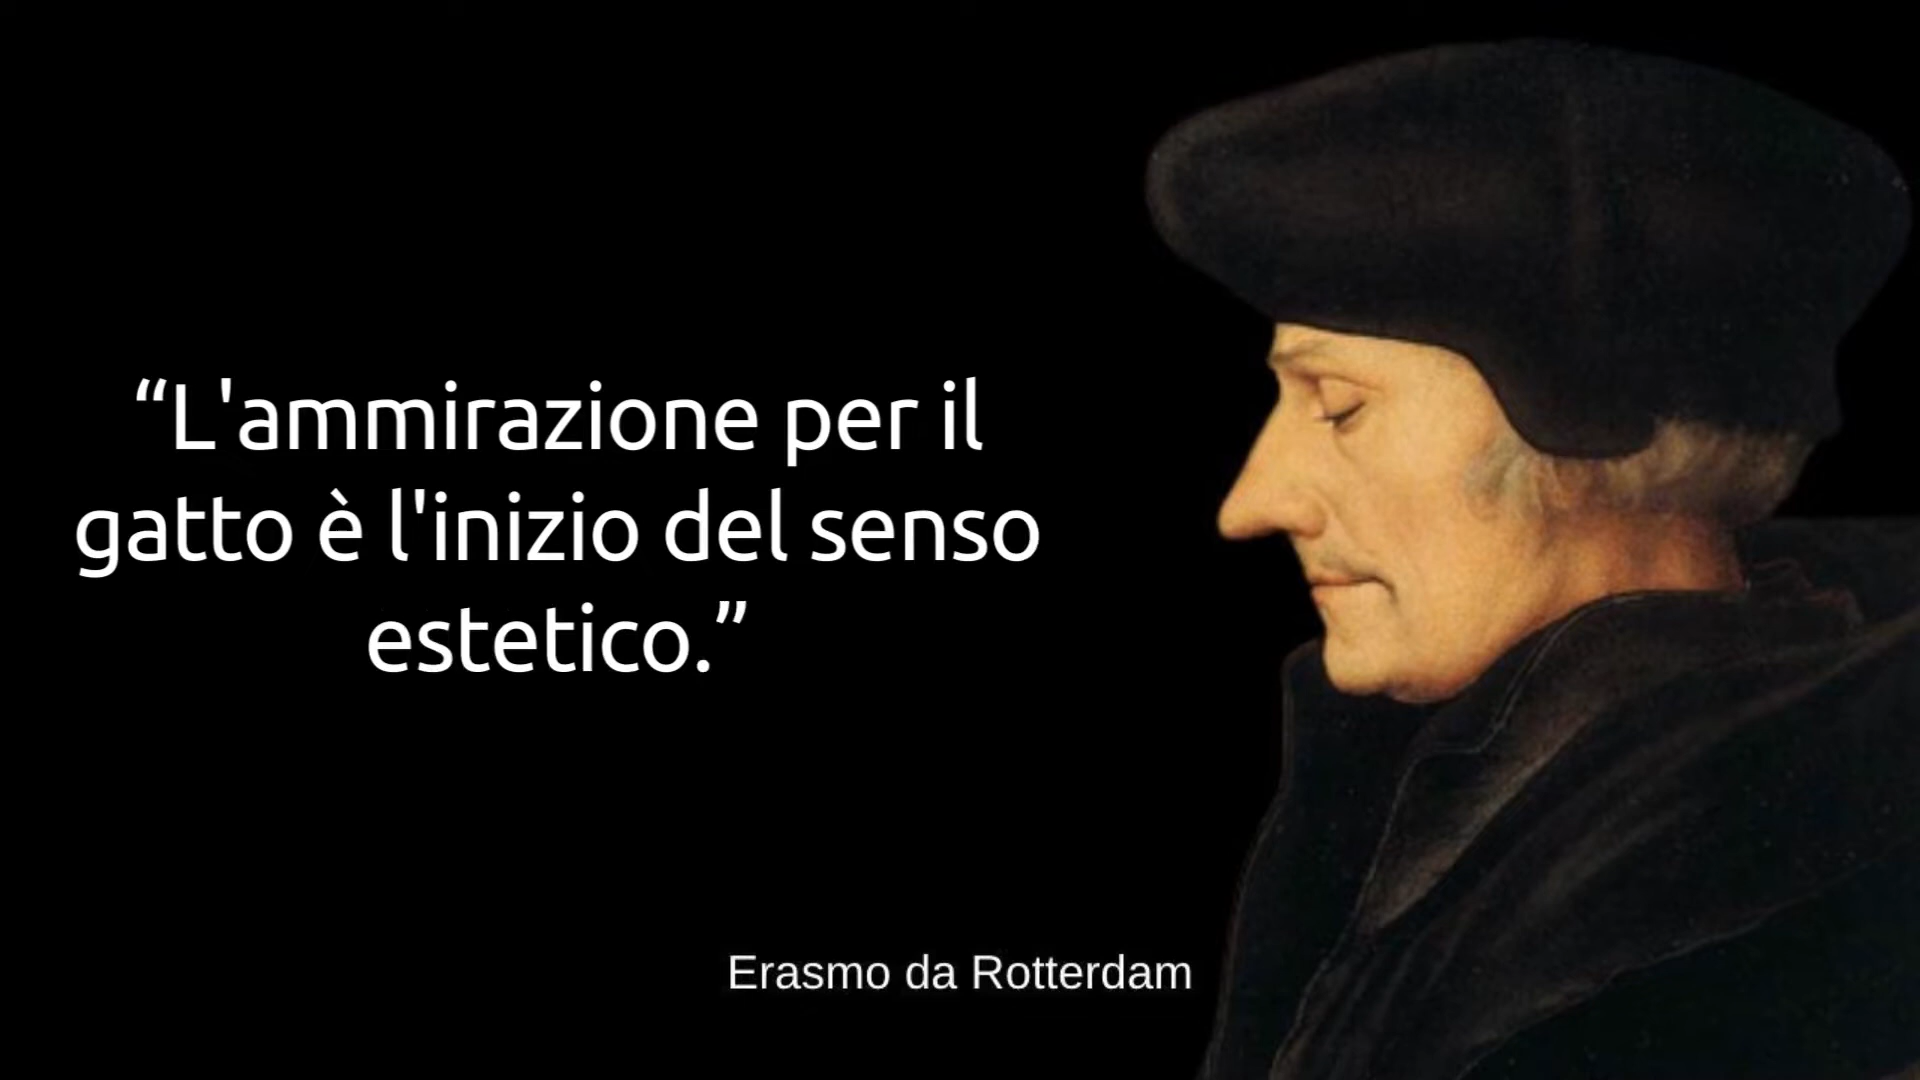 “L'ammirazione per il
gatto è l'inizio del senso
estetico.”
Erasmo da Rotterdam